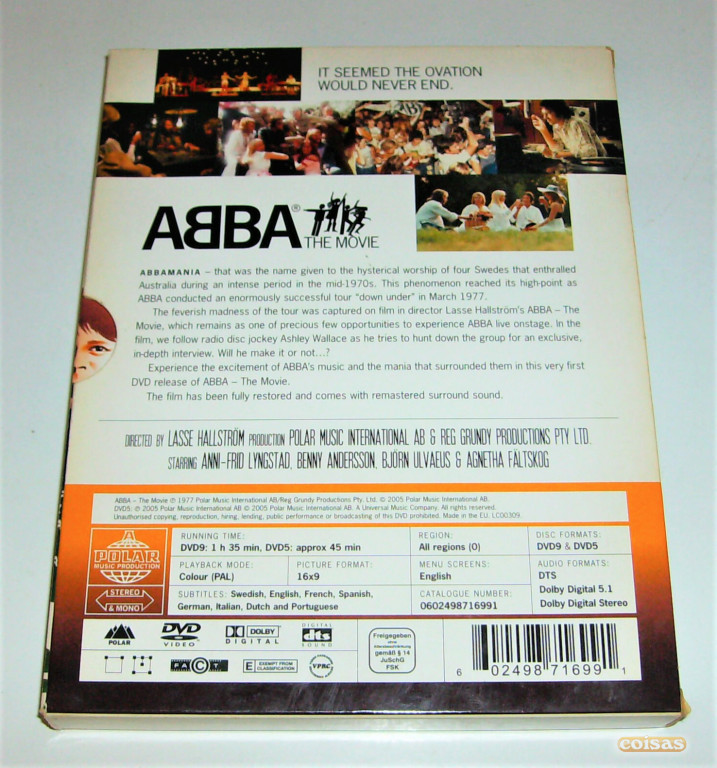 IT SEEMED THE OVATION
WOULD NEVER END.
ABBA®
THE MOVIE
ABBAMANIA – that was the name given to the hysterical worship of four Swedes that enthralled
Australia during an intense period in the mid-1970s. This phenomenon reached its high-point as
ABBA conducted an enormously successful tour “down under” in March 1977.
The feverish madness of the tour was captured on film in director Lasse Hallström's ABBA – The
Movie, which remains as one of precious few opportunities to experience ABBA live onstage. In the
film, we follow radio disc jockey Ashley Wallace as he tries to hunt down the group for an exclusive,
in-depth interview. Will he make it or not...?
Experience the excitement of ABBA's music and the mania that surrounded them in this very first
DVD release of ABBA – The Movie.
The film has been fully restored and comes with remastered surround sound.
DIRECTED BY LASSE HALLSTRÖM PRODUCTION POLAR MUSIC INTERNATIONAL AB & REG GRUNDY PRODUCTIONS PTY LTD.
STARRING ANNI-FRID LYNGSTAD, BENNY ANDERSSON, BJÖRN ULVAEUS & AGNETHA FÄLTSKOG
ABBA – The Movie ℗ 1977 Polar Music International AB/Reg Grundy Productions Pty. Ltd. © 2005 Polar Music International AB.
DVD5: ℗ 2005 Polar Music International AB © 2005 Polar Music International AB. A Universal Music Company. All rights reserved.
Unauthorised copying, reproduction, hiring, lending, public performance or broadcasting of this DVD prohibited. Made in the EU. LC00309.
A
POLAR
MUSIC PRODUCTION
STEREO
& MONO
RUNNING TIME:
DVD9: 1 h 35 min, DVD5: approx 45 min
REGION:
All regions (0)
DISC FORMATS:
DVD9 & DVD5
PLAYBACK MODE:
Colour (PAL)
PICTURE FORMAT:
16x9
MENU SCREENS:
English
AUDIO FORMATS:
DTS
Dolby Digital 5.1
Dolby Digital Stereo
SUBTITLES: Swedish, English, French, Spanish,
German, Italian, Dutch and Portuguese
CATALOGUE NUMBER:
0602498716991
POLAR
DVD
VIDEO
DOLBY
DIGITAL
DIGITAL
dts
SOUND
Freigegeben
ohne
Altersbeschränkung
gemäß § 14
JuSchG
FSK
E EXEMPT FROM CLASSIFICATION
VPRC
6 02498 71699 1
coisas